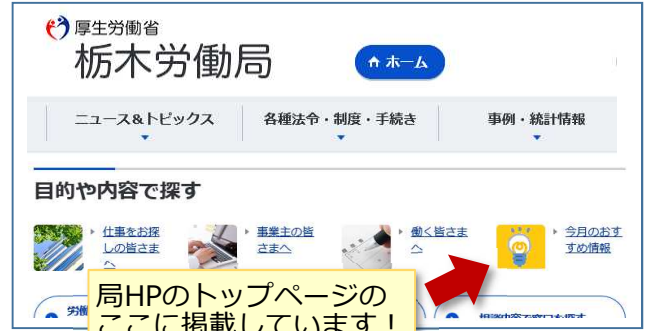 厚生労働省
栃木労働局
ホーム
ニュース&トピックス
各種法令・制度・手続き
事例・統計情報
目的や内容で探す
仕事をお探
しの皆さま
へ
事業主の皆
さまへ
働く皆さま
へ
今月のおす
すめ情報
局HPのトップページの
ここに掲載しています!